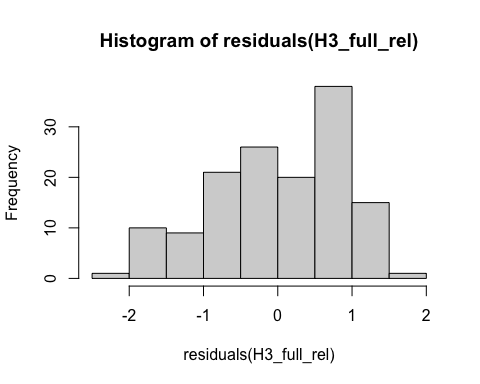 Histogram of residuals(H3_full_rel)
Frequency
30
20
10
0
-2 -1 0 1 2
residuals(H3_full_rel)